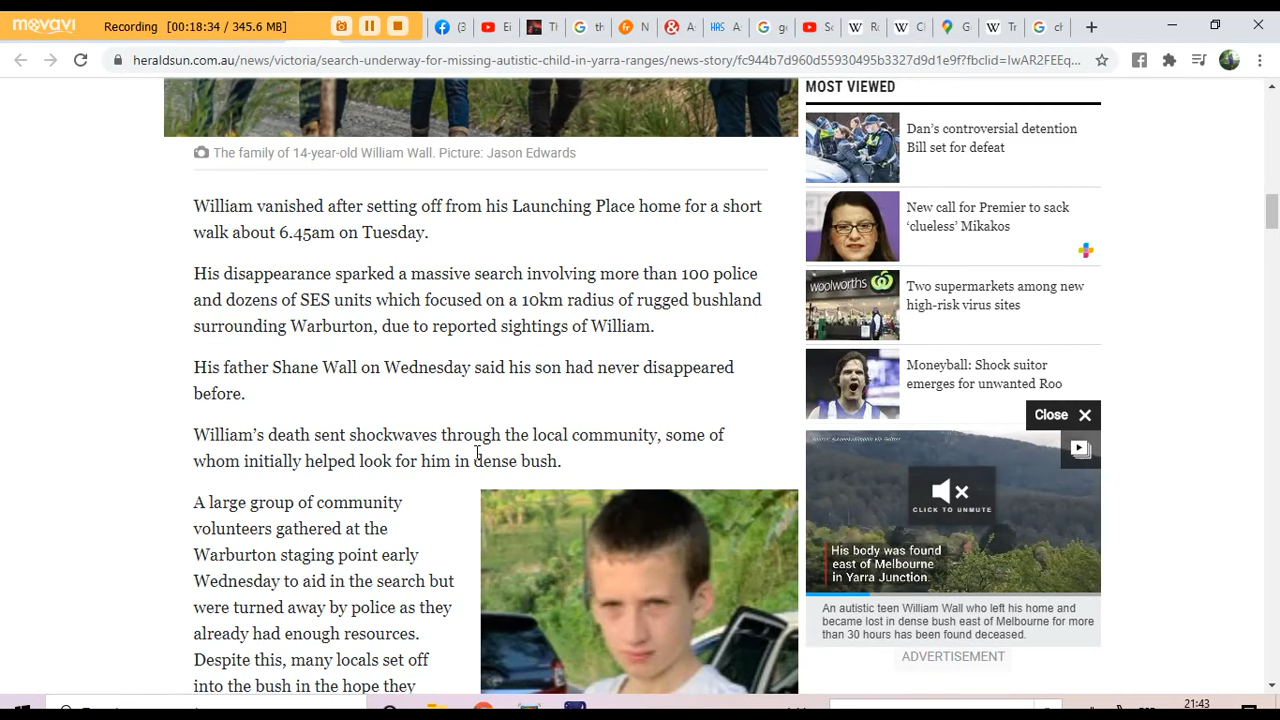 movavi
Recording (00:18:34 / 345.6 MB)
(3
Ei
Th
th
N
A
HAS A
g
Sc
R
C
G
Tr
ch
heraldsun.com.au/news/victoria/search-underway-for-missing-autistic-child-in-yarra-ranges/news-story/fc944b7d960d55930495b3327d9d1e9f?fbclid=IwAR2FEEq...
The family of 14-year-old William Wall. Picture: Jason Edwards
William vanished after setting off from his Launching Place home for a short
walk about 6.45am on Tuesday.
His disappearance sparked a massive search involving more than 100 police
and dozens of SES units which focused on a 10km radius of rugged bushland
surrounding Warburton, due to reported sightings of William.
His father Shane Wall on Wednesday said his son had never disappeared
before.
William's death sent shockwaves through the local community, some of
whom initially helped look for him in dense bush.
A large group of community
volunteers gathered at the
Warburton staging point early
Wednesday to aid in the search but
were turned away by police as they
already had enough resources.
Despite this, many locals set off
into the bush in the hope they
MOST VIEWED
Dan's controversial detention
Bill set for defeat
New call for Premier to sack
'clueless' Mikakos
woolworths
Two supermarkets among new
high-risk virus sites
Moneyball: Shock suitor
emerges for unwanted Roo
Close
CLICK TO UNMUTE
His body was found
east of Melbourne
in Yarra Junction.
An autistic teen William Wall who left his home and
became lost in dense bush east of Melbourne for more
than 30 hours has been found deceased.
ADVERTISEMENT
21:43